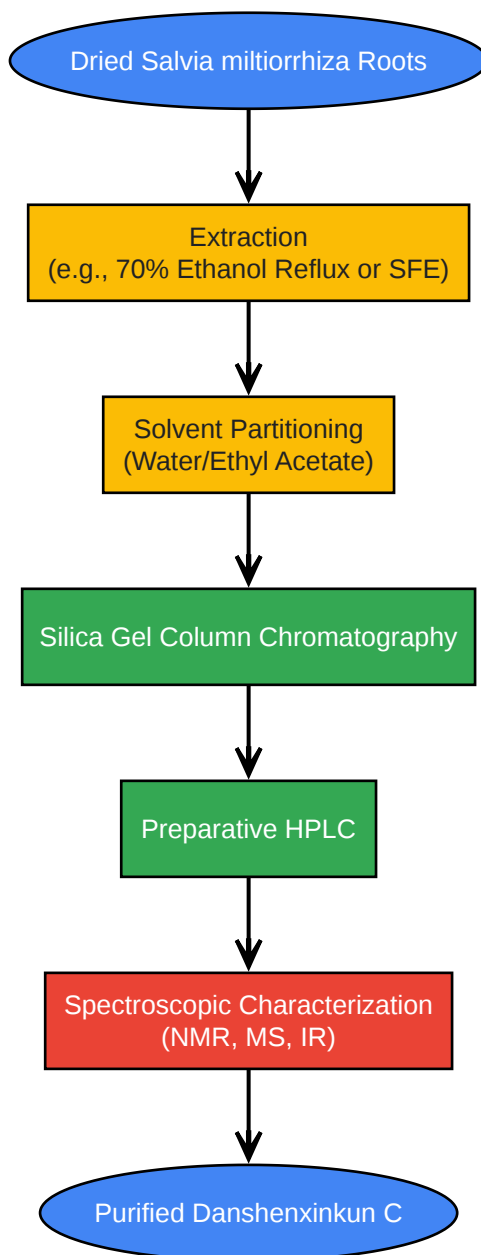 Dried Salvia miltiorrhiza Roots
Extraction
(e.g., 70% Ethanol Reflux or SFE)
Solvent Partitioning
(Water/Ethyl Acetate)
Silica Gel Column Chromatography
Preparative HPLC
Spectroscopic Characterization
(NMR, MS, IR)
Purified Danshenxinkun C